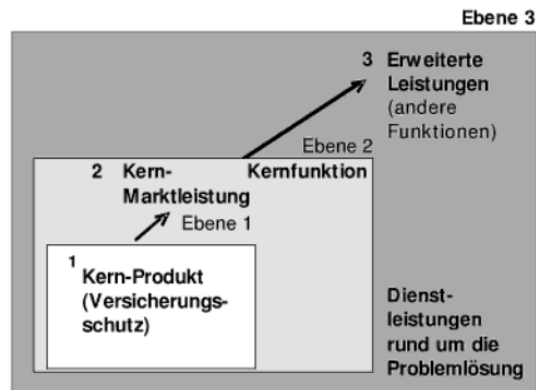 Ebene 3
3 Erweiterte
Leistungen
(andere
Funktionen)
Ebene 2
2 Kern- Kernfunktion
Marktleistung
Ebene 1
1 Kern-Produkt
(Versicherungs-
schutz)
Dienst-
leistungen
rund um die
Problemlösung